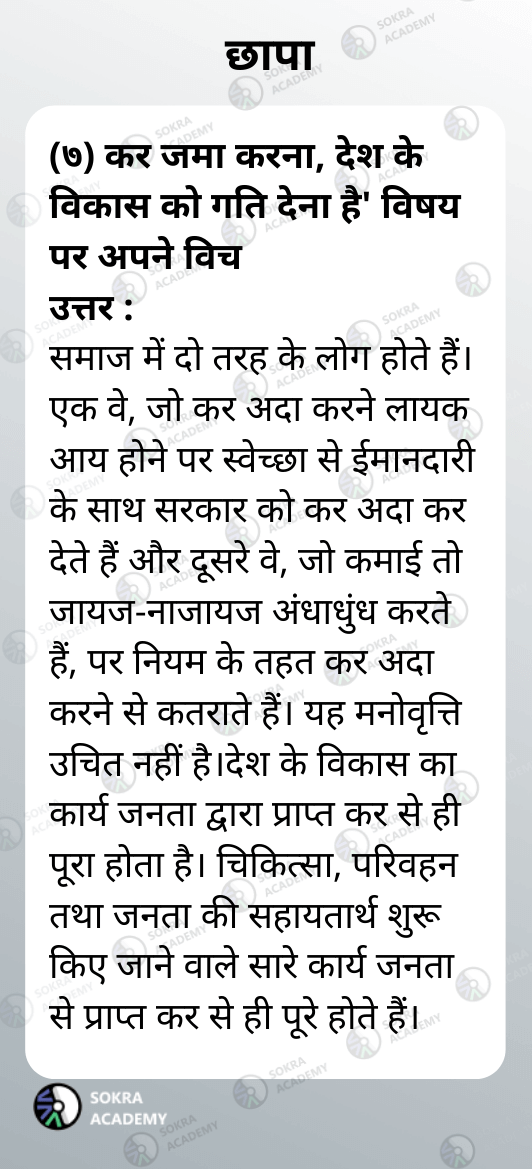 छापा
(७) कर जमा करना, देश के
विकास को गति देना है' विषय
पर अपने विच
उत्तर :
समाज में दो तरह के लोग होते हैं।
एक वे, जो कर अदा करने लायक
आय होने पर स्वेच्छा से ईमानदारी
के साथ सरकार को कर अदा कर
देते हैं और दूसरे वे, जो कमाई तो
जायज-नाजायज अंधाधुंध करते
हैं, पर नियम के तहत कर अदा
करने से कतराते हैं। यह मनोवृत्ति
उचित नहीं है।देश के विकास का
कार्य जनता द्वारा प्राप्त कर से ही
पूरा होता है। चिकित्सा, परिवहन
तथा जनता की सहायतार्थ शुरू
किए जाने वाले सारे कार्य जनता
से प्राप्त कर से ही पूरे होते हैं।
SOKRA
ACADEMY